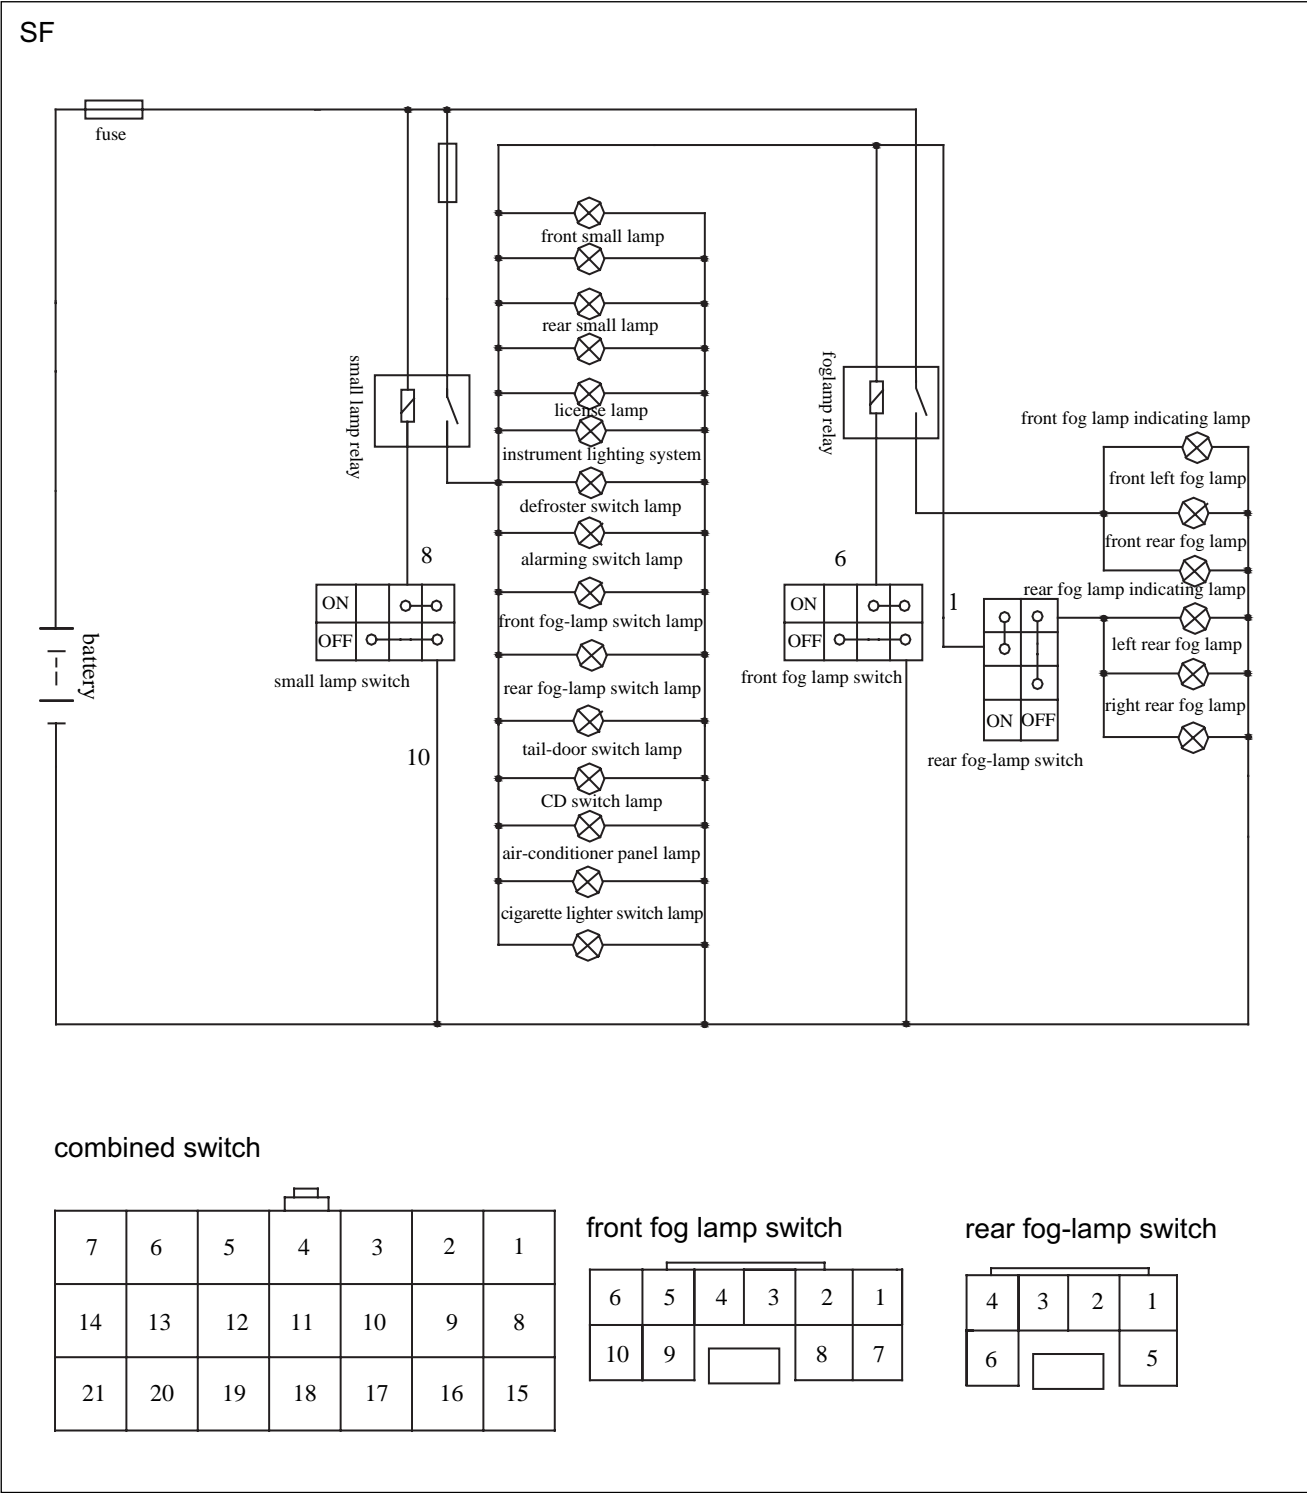 SF
fuse
front small lamp
rear small lamp
license lamp
instrument lighting system
defroster switch lamp
alarming switch lamp
front fog-lamp switch lamp
rear fog-lamp switch lamp
tail-door switch lamp
CD switch lamp
air-conditioner panel lamp
cigarette lighter switch lamp
small lamp relay
foglamp relay
front fog lamp indicating lamp
front left fog lamp
front rear fog lamp
rear fog lamp indicating lamp
left rear fog lamp
right rear fog lamp
battery
8
ON
OFF
small lamp switch
10
6
ON
OFF
front fog lamp switch
1
ON OFF
rear fog-lamp switch
combined switch
7 6 5 4 3 2 1
14 13 12 11 10 9 8
21 20 19 18 17 16 15
front fog lamp switch
6 5 4 3 2 1
10 9 8 7
rear fog-lamp switch
4 3 2 1
6 5